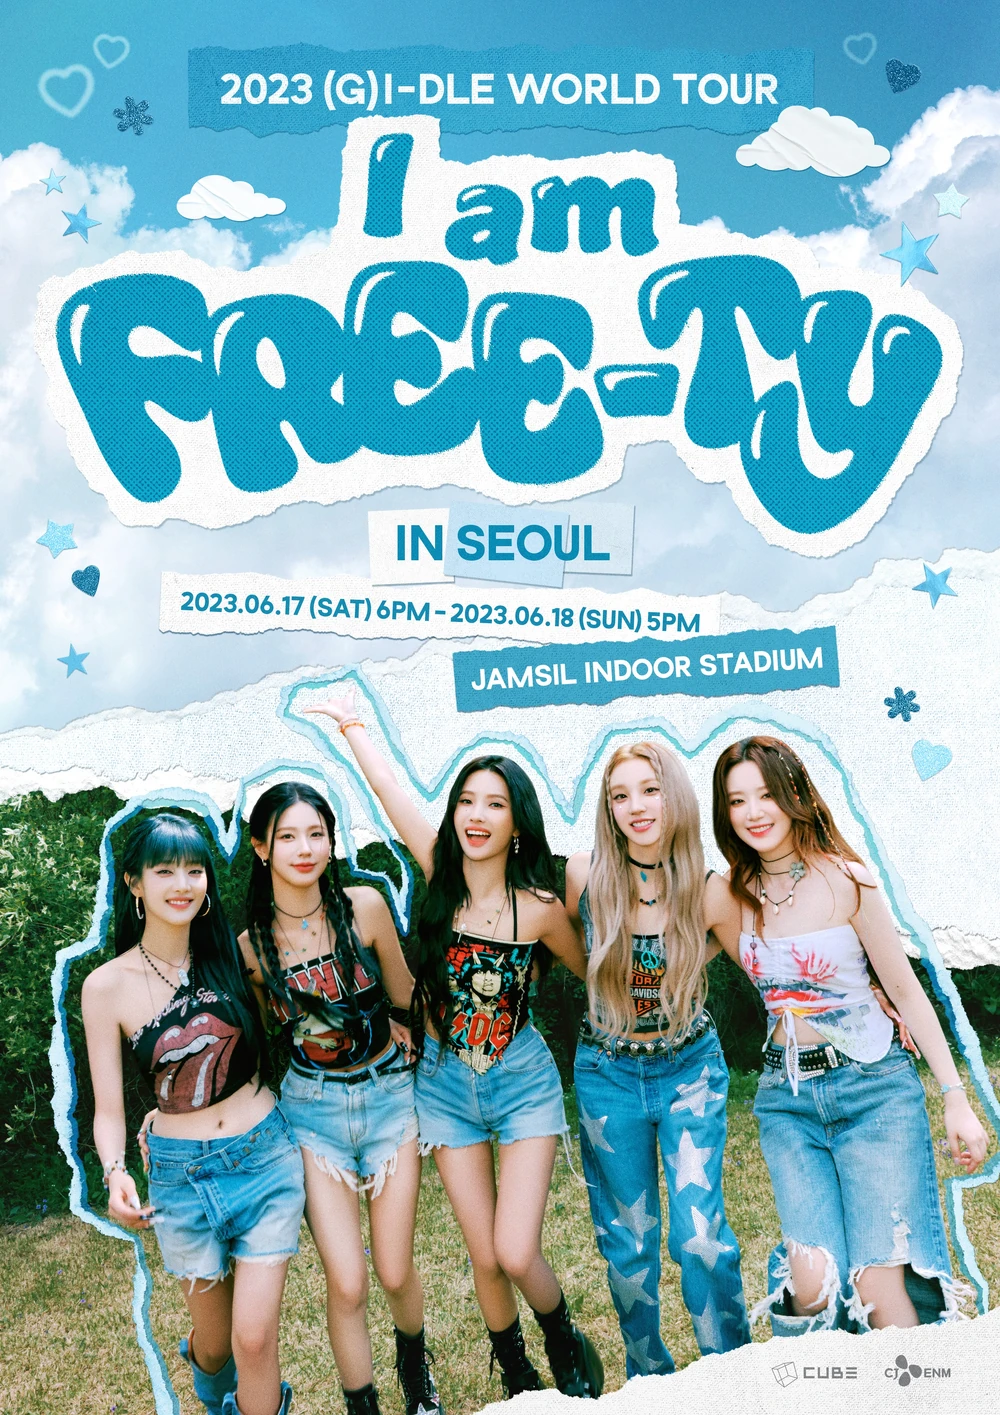 2023 (G)I-DLE WORLD TOUR
I am
FREE-TY
IN SEOUL
2023.06.17 (SAT) 6PM - 2023.06.18 (SUN) 5PM
JAMSIL INDOOR STADIUM
CUBE
CJ ENM